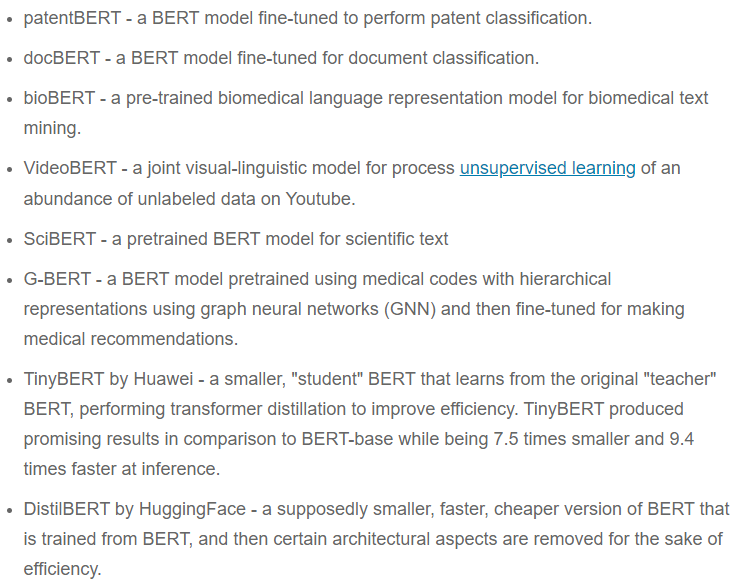 • patentBERT - a BERT model fine-tuned to perform patent classification.
• docBERT - a BERT model fine-tuned for document classification.
• bioBERT - a pre-trained biomedical language representation model for biomedical text
mining.
• VideoBERT - a joint visual-linguistic model for process unsupervised learning of an
abundance of unlabeled data on Youtube.
• SciBERT - a pretrained BERT model for scientific text
• G-BERT - a BERT model pretrained using medical codes with hierarchical
representations using graph neural networks (GNN) and then fine-tuned for making
medical recommendations.
• TinyBERT by Huawei - a smaller, "student" BERT that learns from the original "teacher"
BERT, performing transformer distillation to improve efficiency. TinyBERT produced
promising results in comparison to BERT-base while being 7.5 times smaller and 9.4
times faster at inference.
• DistilBERT by HuggingFace - a supposedly smaller, faster, cheaper version of BERT that
is trained from BERT, and then certain architectural aspects are removed for the sake of
efficiency.